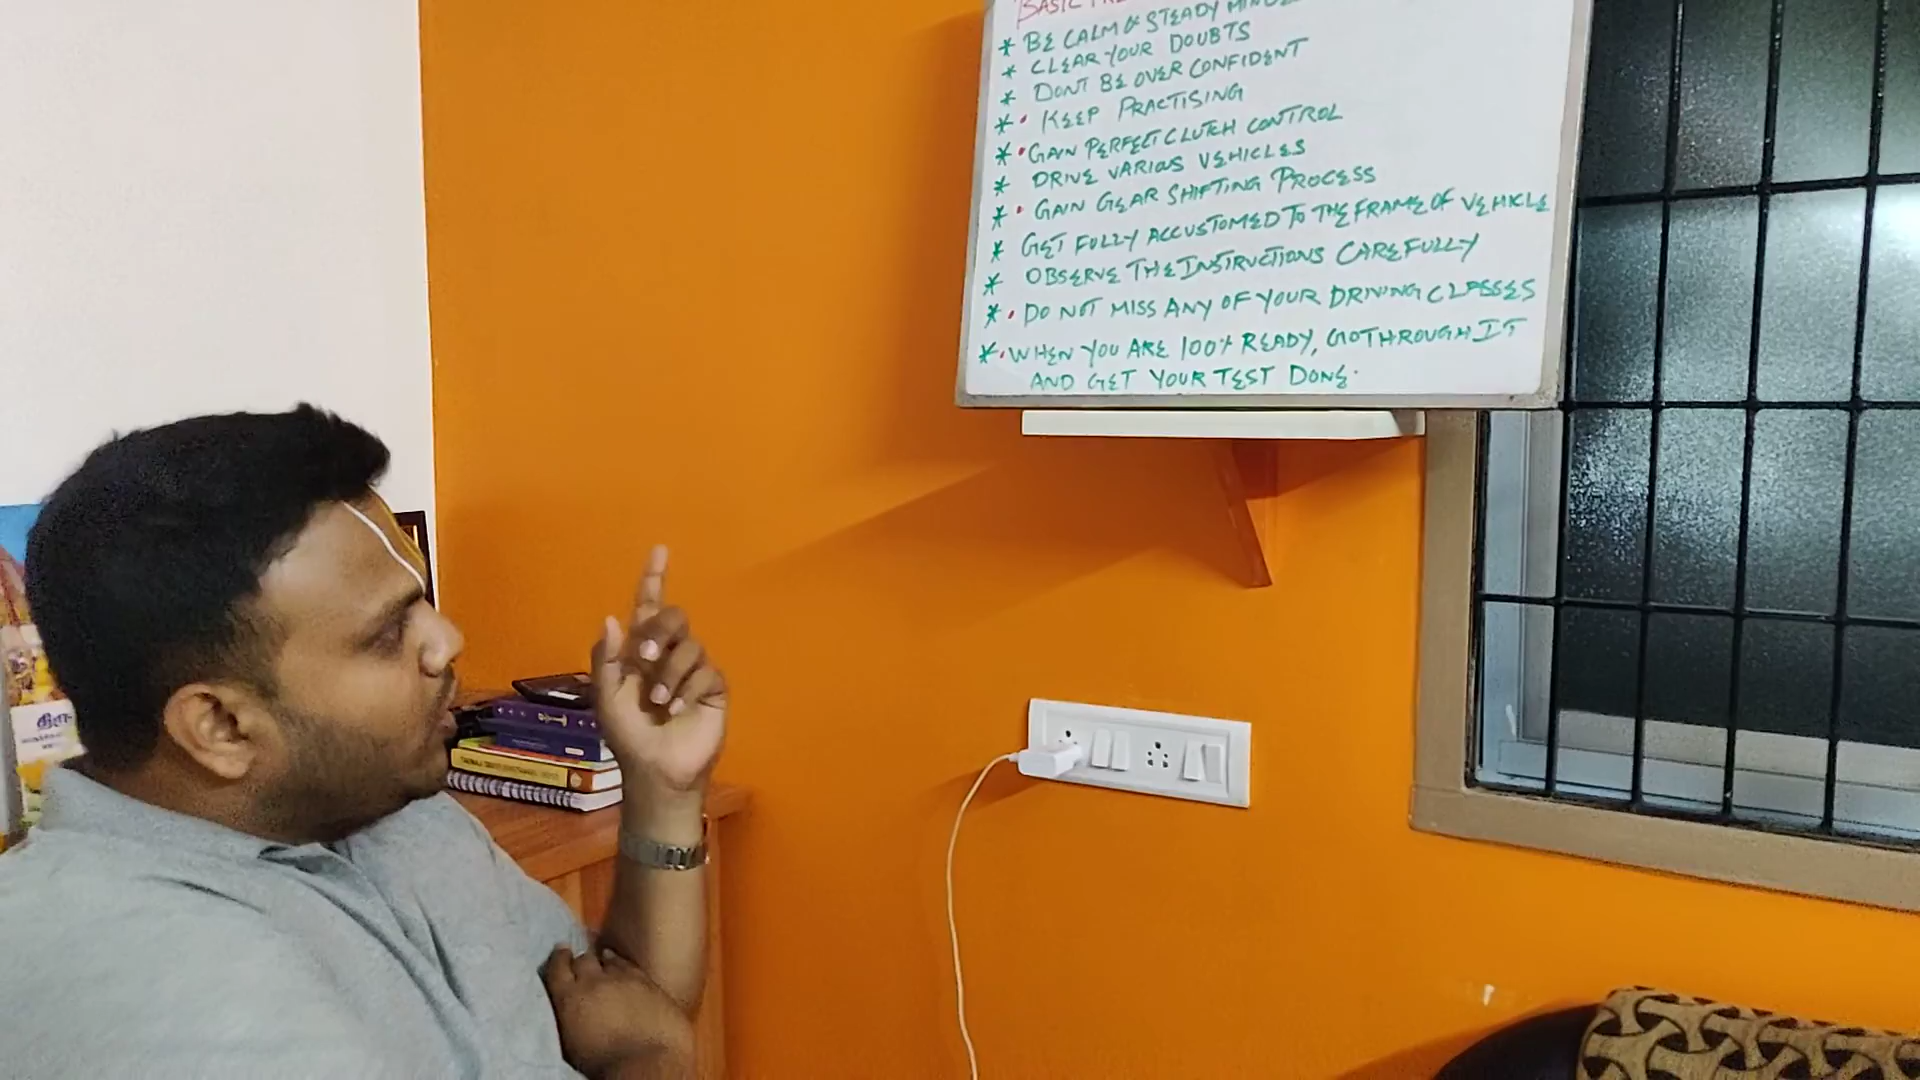 BASIC
* BE CALM & STEADY
* CLEAR YOUR DOUBTS
* DONT BE OVER CONFIDENT
* • KEEP PRACTISING
* • GAIN PERFECT CLUTCH CONTROL
* DRIVE VARIOUS VEHICLES
* • GAIN GEAR SHIFTING PROCESS
* GET FULLY ACCUSTOMED TO THE FRAME OF VEHICLE
* OBSERVE THE INSTRUCTIONS CAREFULLY
* • DO NOT MISS ANY OF YOUR DRIVING CLASSES
* • WHEN YOU ARE 100% READY, GO THROUGH IT
AND GET YOUR TEST DONE.